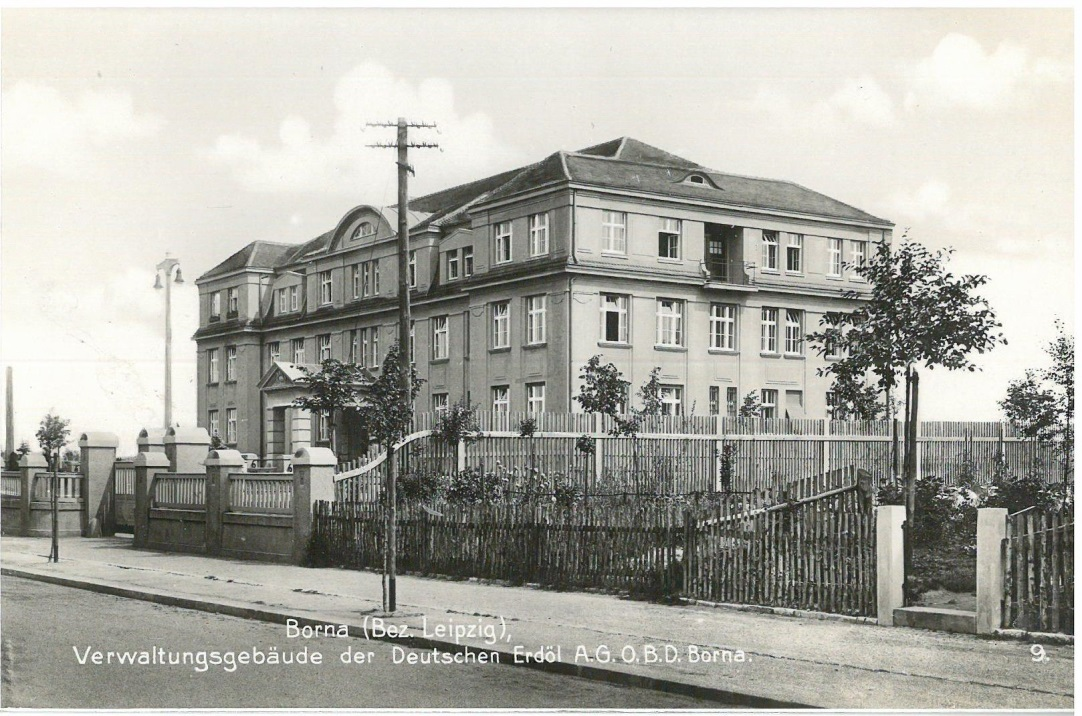 Borna (Bez. Leipzig),
Verwaltungsgebäude der Deutschen Erdöl A.G. O.B.D. Borna.
9.